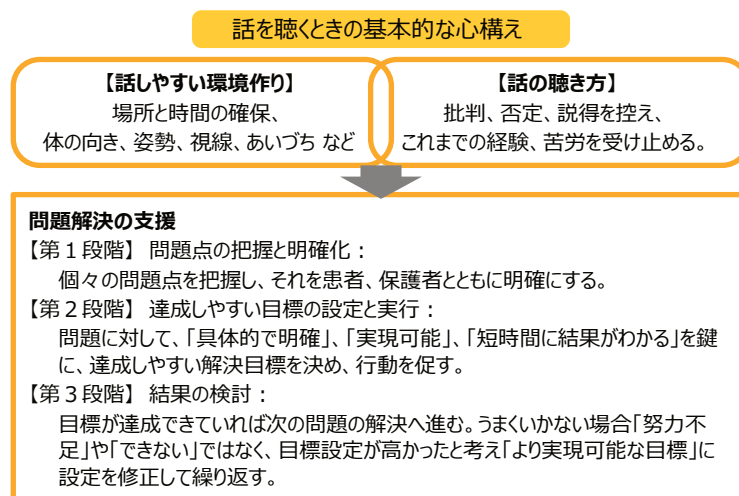 話を聴くときの基本的な心構え
【話しやすい環境作り】
場所と時間の確保、
体の向き、姿勢、視線、あいづち など
【話の聴き方】
批判、否定、説得を控え、
これまでの経験、苦労を受け止める。
問題解決の支援
【第１段階】 問題点の把握と明確化：
個々の問題点を把握し、それを患者、保護者とともに明確にする。
【第２段階】 達成しやすい目標の設定と実行：
問題に対して、「具体的で明確」、「実現可能」、「短時間に結果がわかる」を鍵
に、達成しやすい解決目標を決め、行動を促す。
【第３段階】 結果の検討：
目標が達成できていれば次の問題の解決へ進む。うまくいかない場合「努力不
足」や「できない」ではなく、目標設定が高かったと考え「より実現可能な目標」に
設定を修正して繰り返す。